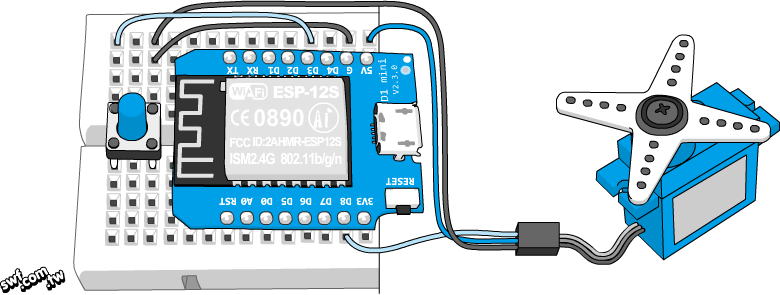 TX RX D1 D2 D3 D4 G 5V
D1 mini
V2.3.0
WiFi ESP-12S
CE 0890 Ai
FCC ID:2AHMR-ESP12S
ISM2.4G 802.11b/g/n
RESET
RST A0 D0 D5 D6 D7 D8 3V3
swf.com.tw